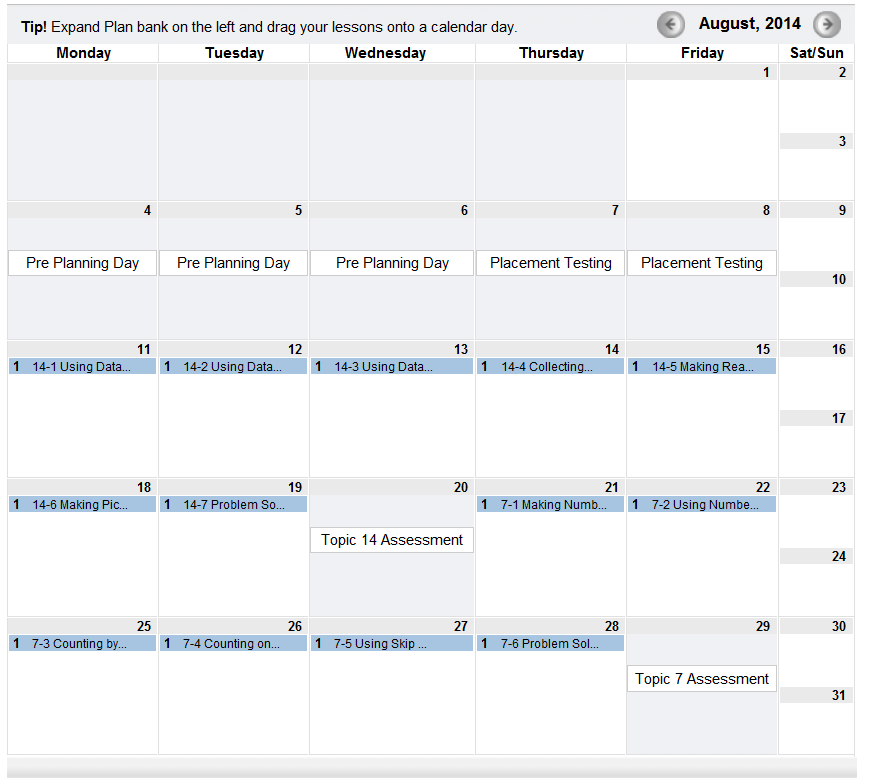 Tip! Expand Plan bank on the left and drag your lessons onto a calendar day.
August, 2014
Monday Tuesday Wednesday Thursday Friday Sat/Sun
1 2
3
4 5 6 7 8 9
Pre Planning Day Pre Planning Day Pre Planning Day Placement Testing Placement Testing
10
11 12 13 14 15 16
1 14-1 Using Data... 1 14-2 Using Data... 1 14-3 Using Data... 1 14-4 Collecting... 1 14-5 Making Rea...
17
18 19 20 21 22 23
1 14-6 Making Pic... 1 14-7 Problem So... 1 7-1 Making Numb... 1 7-2 Using Numbe...
Topic 14 Assessment
24
25 26 27 28 29 30
1 7-3 Counting by... 1 7-4 Counting on... 1 7-5 Using Skip ... 1 7-6 Problem Sol...
Topic 7 Assessment
31